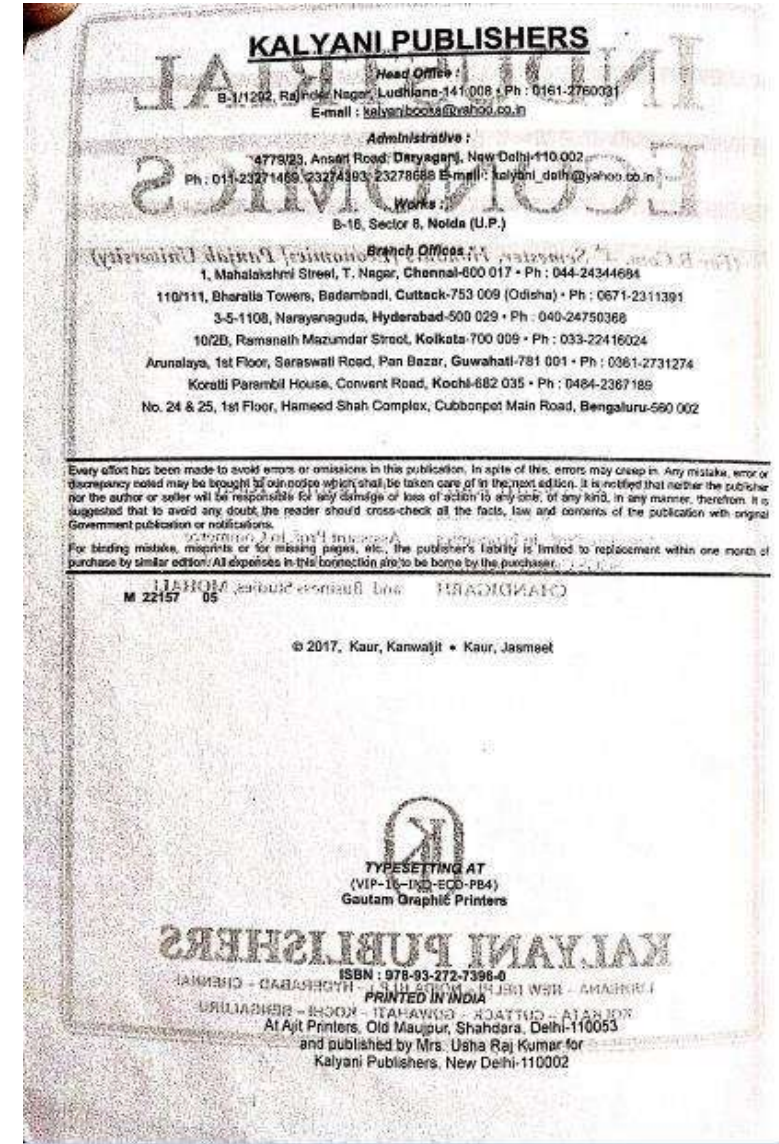 KALYANI PUBLISHERS
Head Office :
B-1/1292, Rajinder Nagar, Ludhiana-141 008 • Ph : 0161-2760031
E-mail : kalyanibooks@yahoo.co.in
Administrative :
4779/23, Ansari Road, Daryaganj, New Delhi-110 002
Ph : 011-23271469, 23274393, 23278688 E-mail : kalyani_delhi@yahoo.co.in
Works :
B-16, Sector 8, Noida (U.P.)
Branch Offices :
1, Mahalakshmi Street, T. Nagar, Chennai-600 017 • Ph : 044-24344684
110/111, Bharatia Towers, Badambadi, Cuttack-753 009 (Odisha) • Ph : 0671-2311391
3-5-1108, Narayanaguda, Hyderabad-500 029 • Ph : 040-24750368
10/2B, Ramanath Mazumdar Street, Kolkata-700 009 • Ph : 033-22416024
Arunalaya, 1st Floor, Saraswati Road, Pan Bazar, Guwahati-781 001 • Ph : 0361-2731274
Koratti Parambil House, Convent Road, Kochi-682 035 • Ph : 0484-2367189
No. 24 & 25, 1st Floor, Hameed Shah Complex, Cubbonpet Main Road, Bengaluru-560 002
Every effort has been made to avoid errors or omissions in this publication. In spite of this, errors may creep in. Any mistake, error or
discrepancy noted may be brought to our notice which shall be taken care of in the next edition. It is notified that neither the publisher
nor the author or seller will be responsible for any damage or loss of action to any one, of any kind, in any manner, therefrom. It is
suggested that to avoid any doubt the reader should cross-check all the facts, law and contents of the publication with original
Government publication or notifications.
For binding mistake, misprints or for missing pages, etc., the publisher's liability is limited to replacement within one month of
purchase by similar edition. All expenses in this connection are to be borne by the purchaser.
M 22157 05
© 2017, Kaur, Kanwaljit • Kaur, Jasmeet
K
TYPESETTING AT
(VIP-16-IND-ECO-PB4)
Gautam Graphic Printers
ISBN : 978-93-272-7396-0
PRINTED IN INDIA
At Ajit Printers, Old Maujpur, Shahdara, Delhi-110053
and published by Mrs. Usha Raj Kumar for
Kalyani Publishers, New Delhi-110002